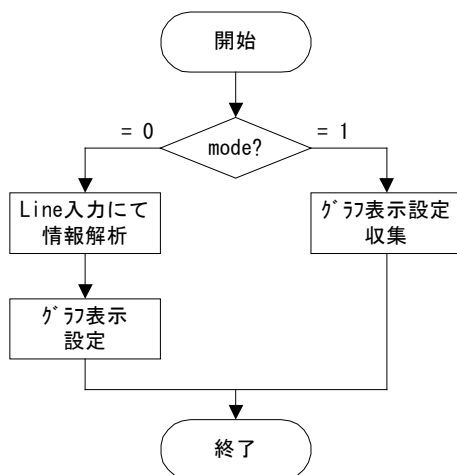 開始
= 0
= 1
mode?
Line入力にて
情報解析
ｸﾞﾗﾌ表示設定
収集
ｸﾞﾗﾌ表示
設定
終了